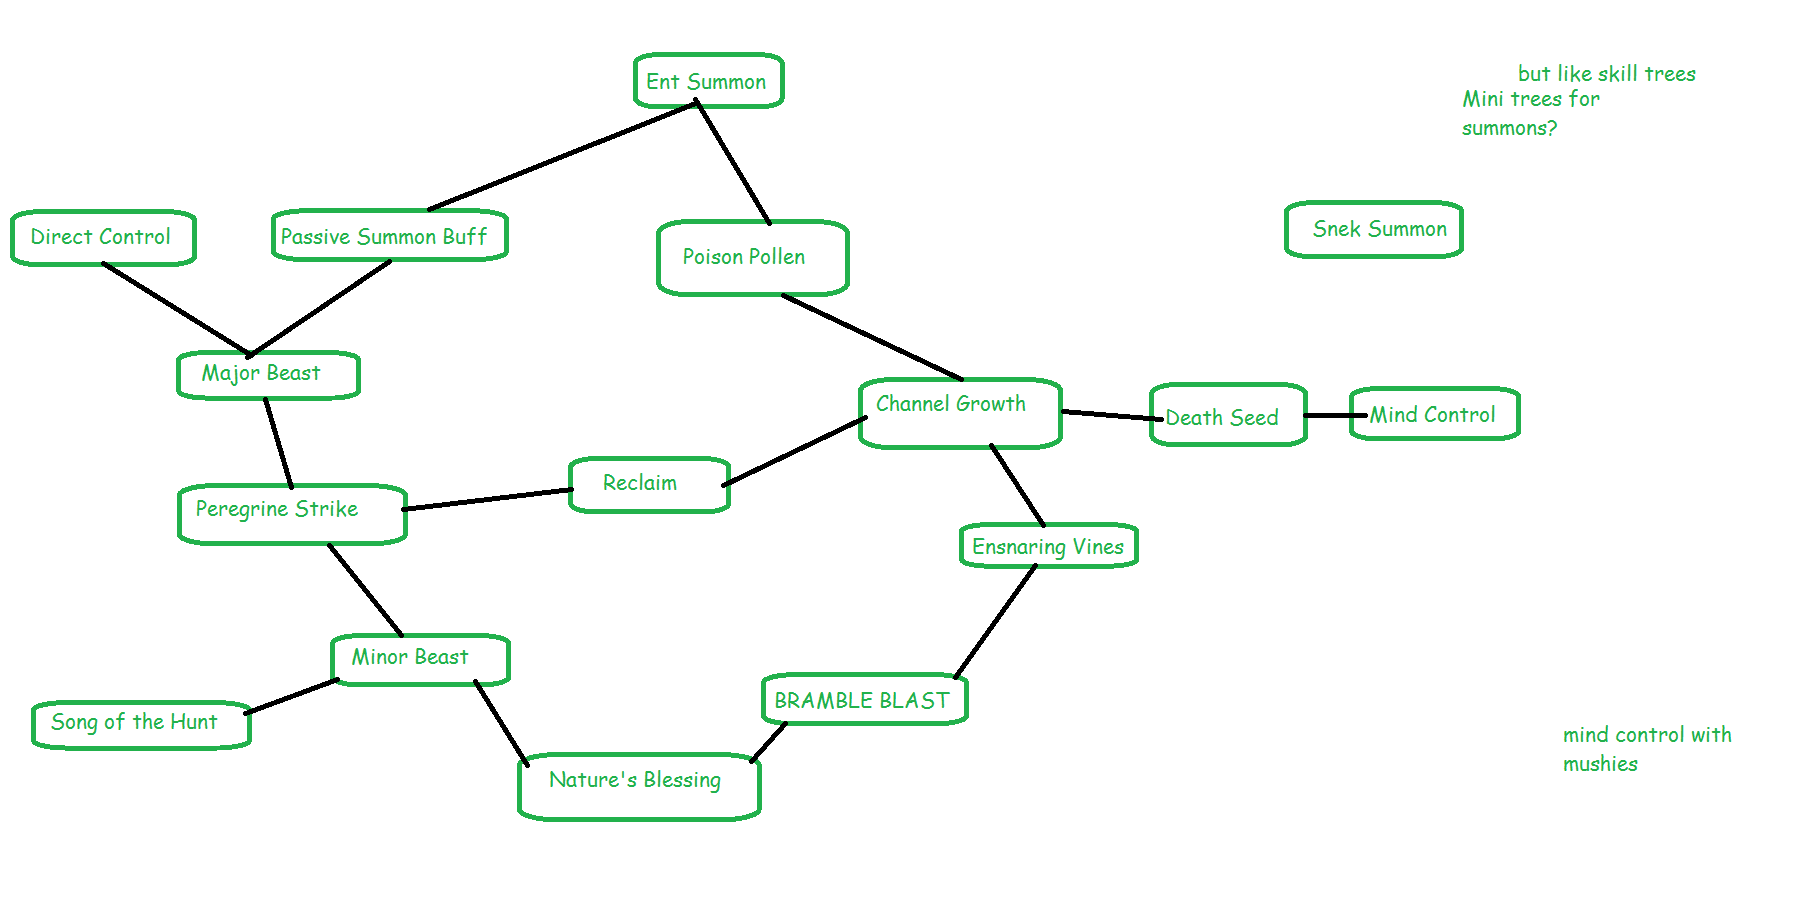 Ent Summon
but like skill trees
Mini trees for
summons?
Direct Control
Passive Summon Buff
Poison Pollen
Snek Summon
Major Beast
Channel Growth
Death Seed
Mind Control
Reclaim
Peregrine Strike
Ensnaring Vines
Minor Beast
BRAMBLE BLAST
Song of the Hunt
Nature's Blessing
mind control with
mushies